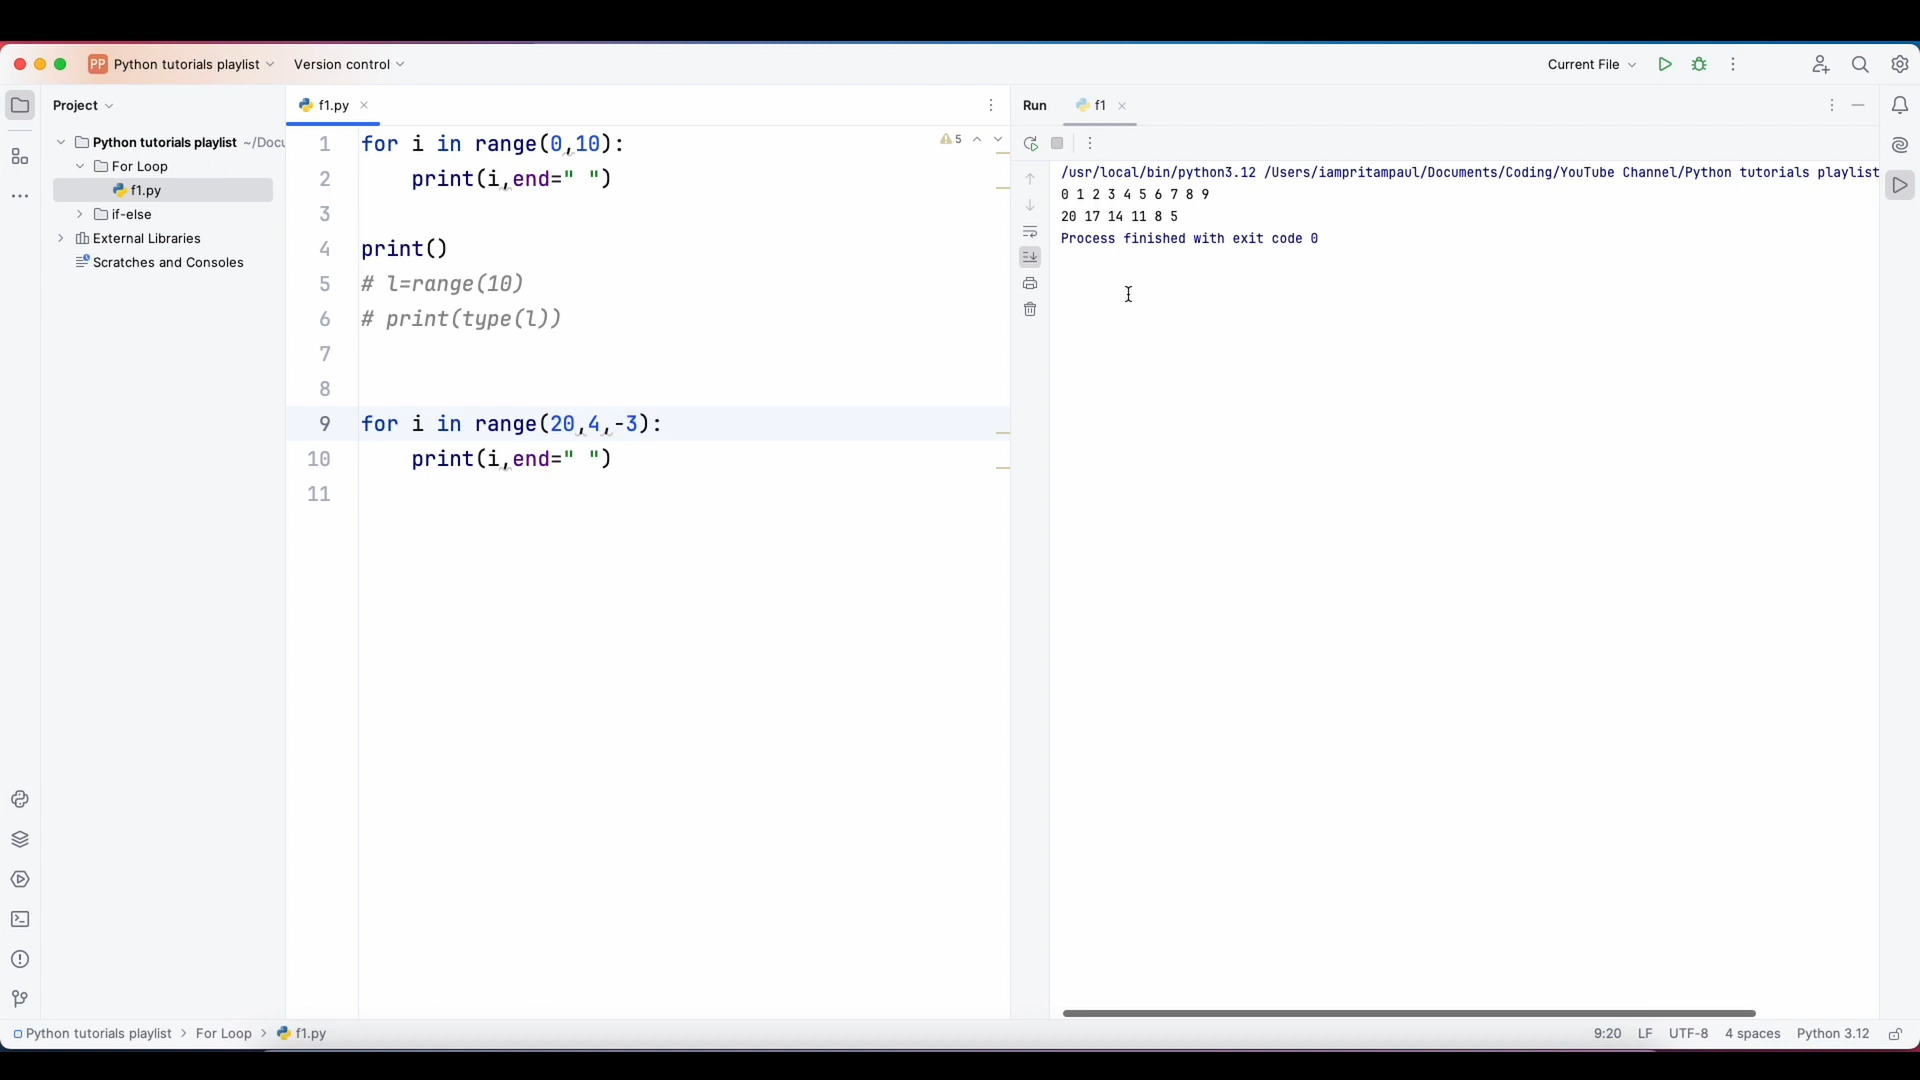 PP Python tutorials playlist Version control Current File
Project f1.py Run f1
Python tutorials playlist ~/Docu
For Loop
f1.py
if-else
External Libraries
Scratches and Consoles
5
1 for i in range(0,10):
2 print(i,end=" ")
3
4 print()
5 # l=range(10)
6 # print(type(l))
7
8
9 for i in range(20,4,-3):
10 print(i,end=" ")
11
/usr/local/bin/python3.12 /Users/iampritampaul/Documents/Coding/YouTube Channel/Python tutorials playlist
0 1 2 3 4 5 6 7 8 9
20 17 14 11 8 5
Process finished with exit code 0
Python tutorials playlist > For Loop > f1.py 9:20 LF UTF-8 4 spaces Python 3.12